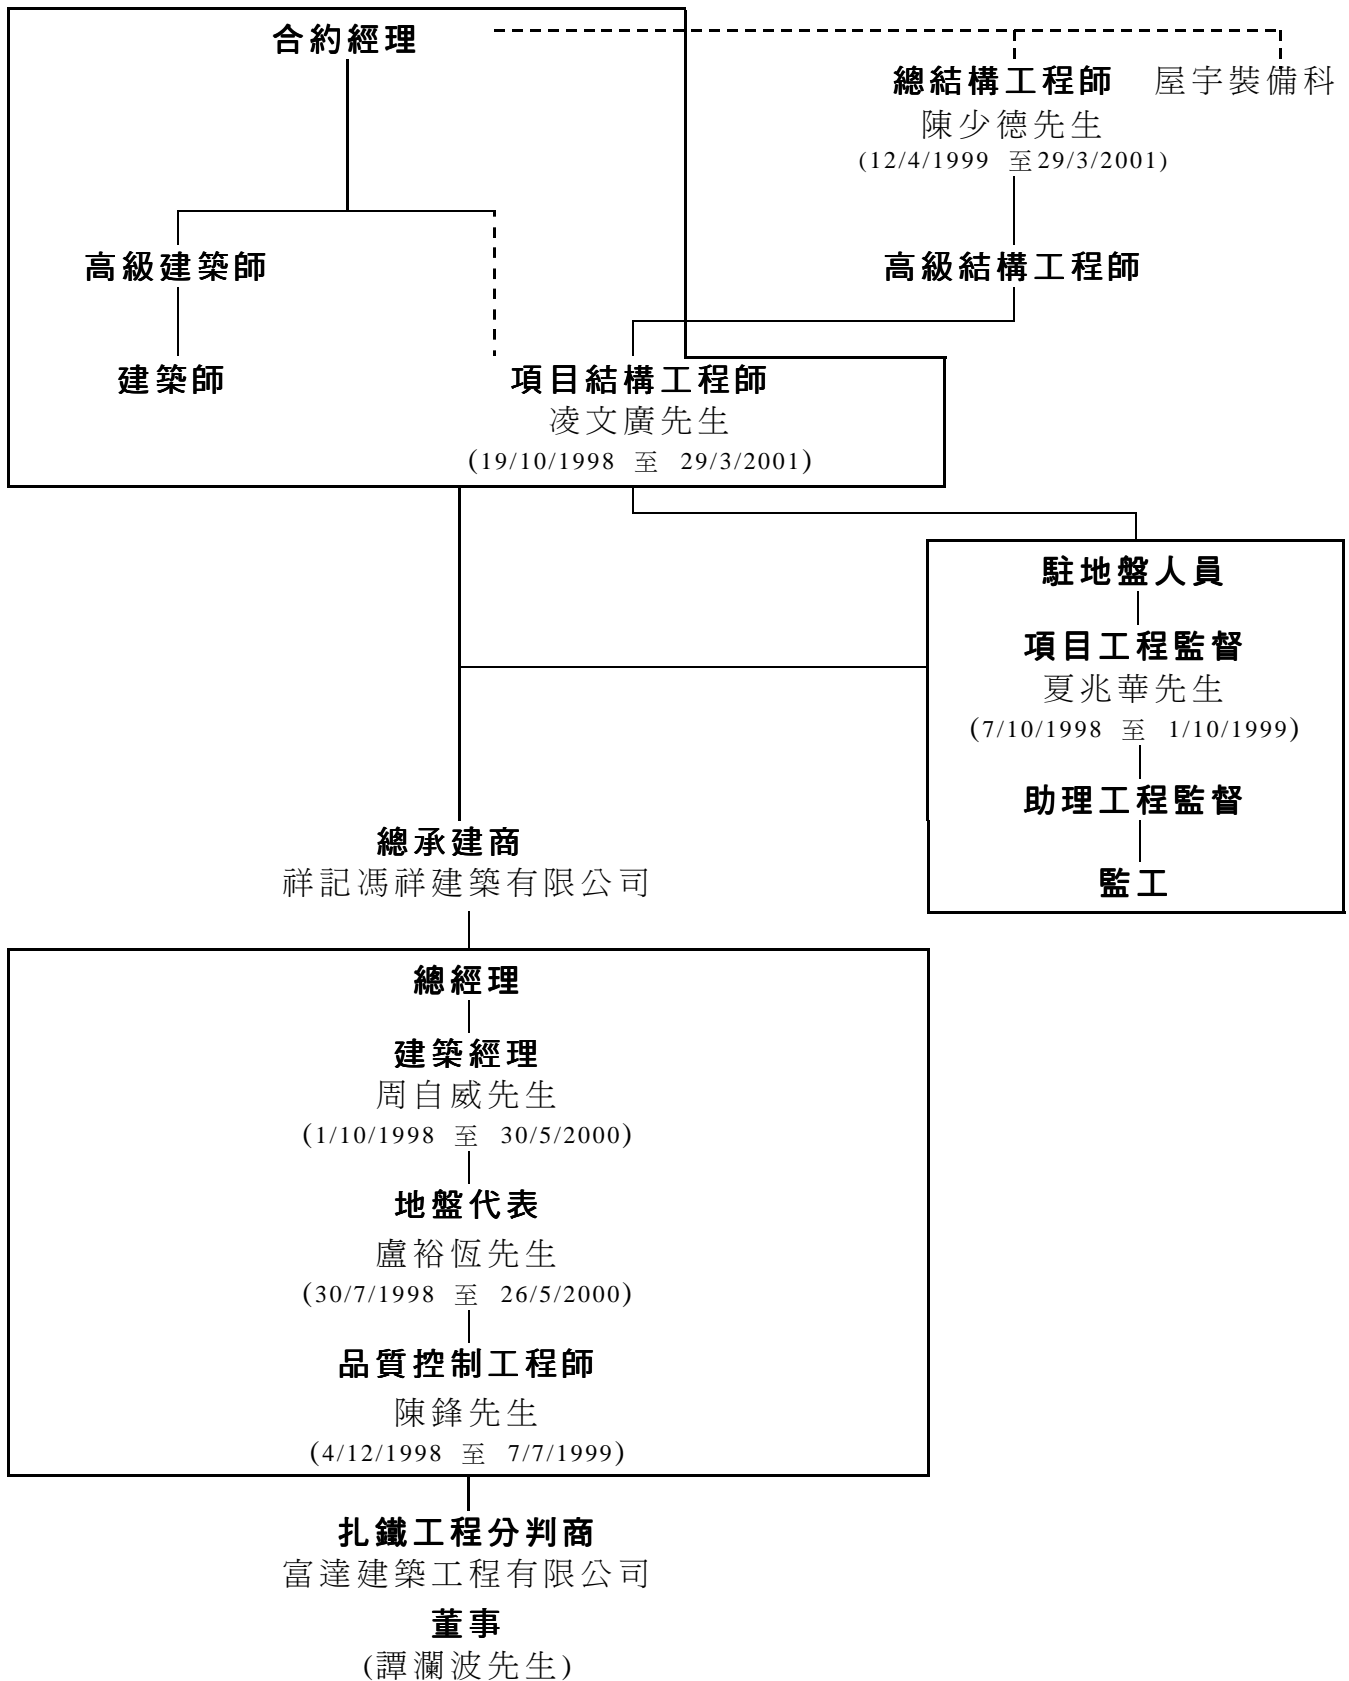 合約經理
總結構工程師 屋宇裝備科
陳少德先生
(12/4/1999 至29/3/2001)
高級建築師 高級結構工程師
建築師 項目結構工程師
凌文廣先生
(19/10/1998 至 29/3/2001)
駐地盤人員
項目工程監督
夏兆華先生
(7/10/1998 至 1/10/1999)
助理工程監督
監工
總承建商
祥記馮祥建築有限公司
總經理
建築經理
周自威先生
(1/10/1998 至 30/5/2000)
地盤代表
盧裕恆先生
(30/7/1998 至 26/5/2000)
品質控制工程師
陳鋒先生
(4/12/1998 至 7/7/1999)
扎鐵工程分判商
富達建築工程有限公司
董事
(譚瀾波先生)